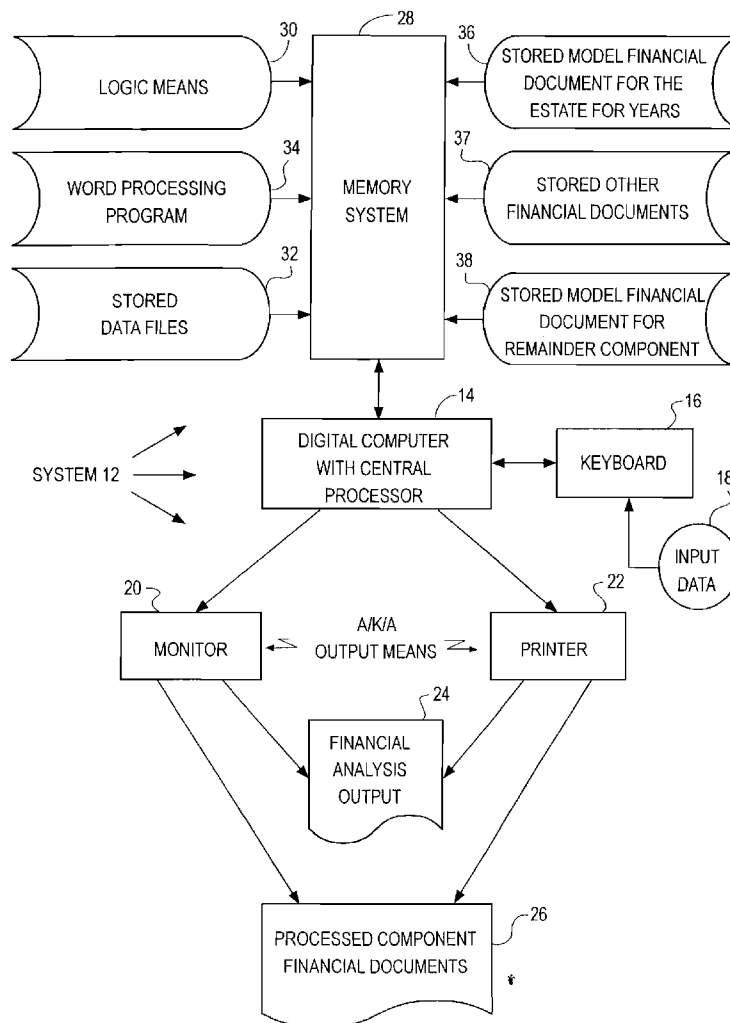 30
LOGIC MEANS
28
MEMORY
SYSTEM
36
STORED MODEL FINANCIAL
DOCUMENT FOR THE
ESTATE FOR YEARS
34
WORD PROCESSING
PROGRAM
37
STORED OTHER
FINANCIAL DOCUMENTS
32
STORED
DATA FILES
38
STORED MODEL FINANCIAL
DOCUMENT FOR
REMAINDER COMPONENT
SYSTEM 12
14
DIGITAL COMPUTER
WITH CENTRAL
PROCESSOR
16
KEYBOARD
18
INPUT
DATA
20
MONITOR
A/K/A
OUTPUT MEANS
22
PRINTER
24
FINANCIAL
ANALYSIS
OUTPUT
26
PROCESSED COMPONENT
FINANCIAL DOCUMENTS